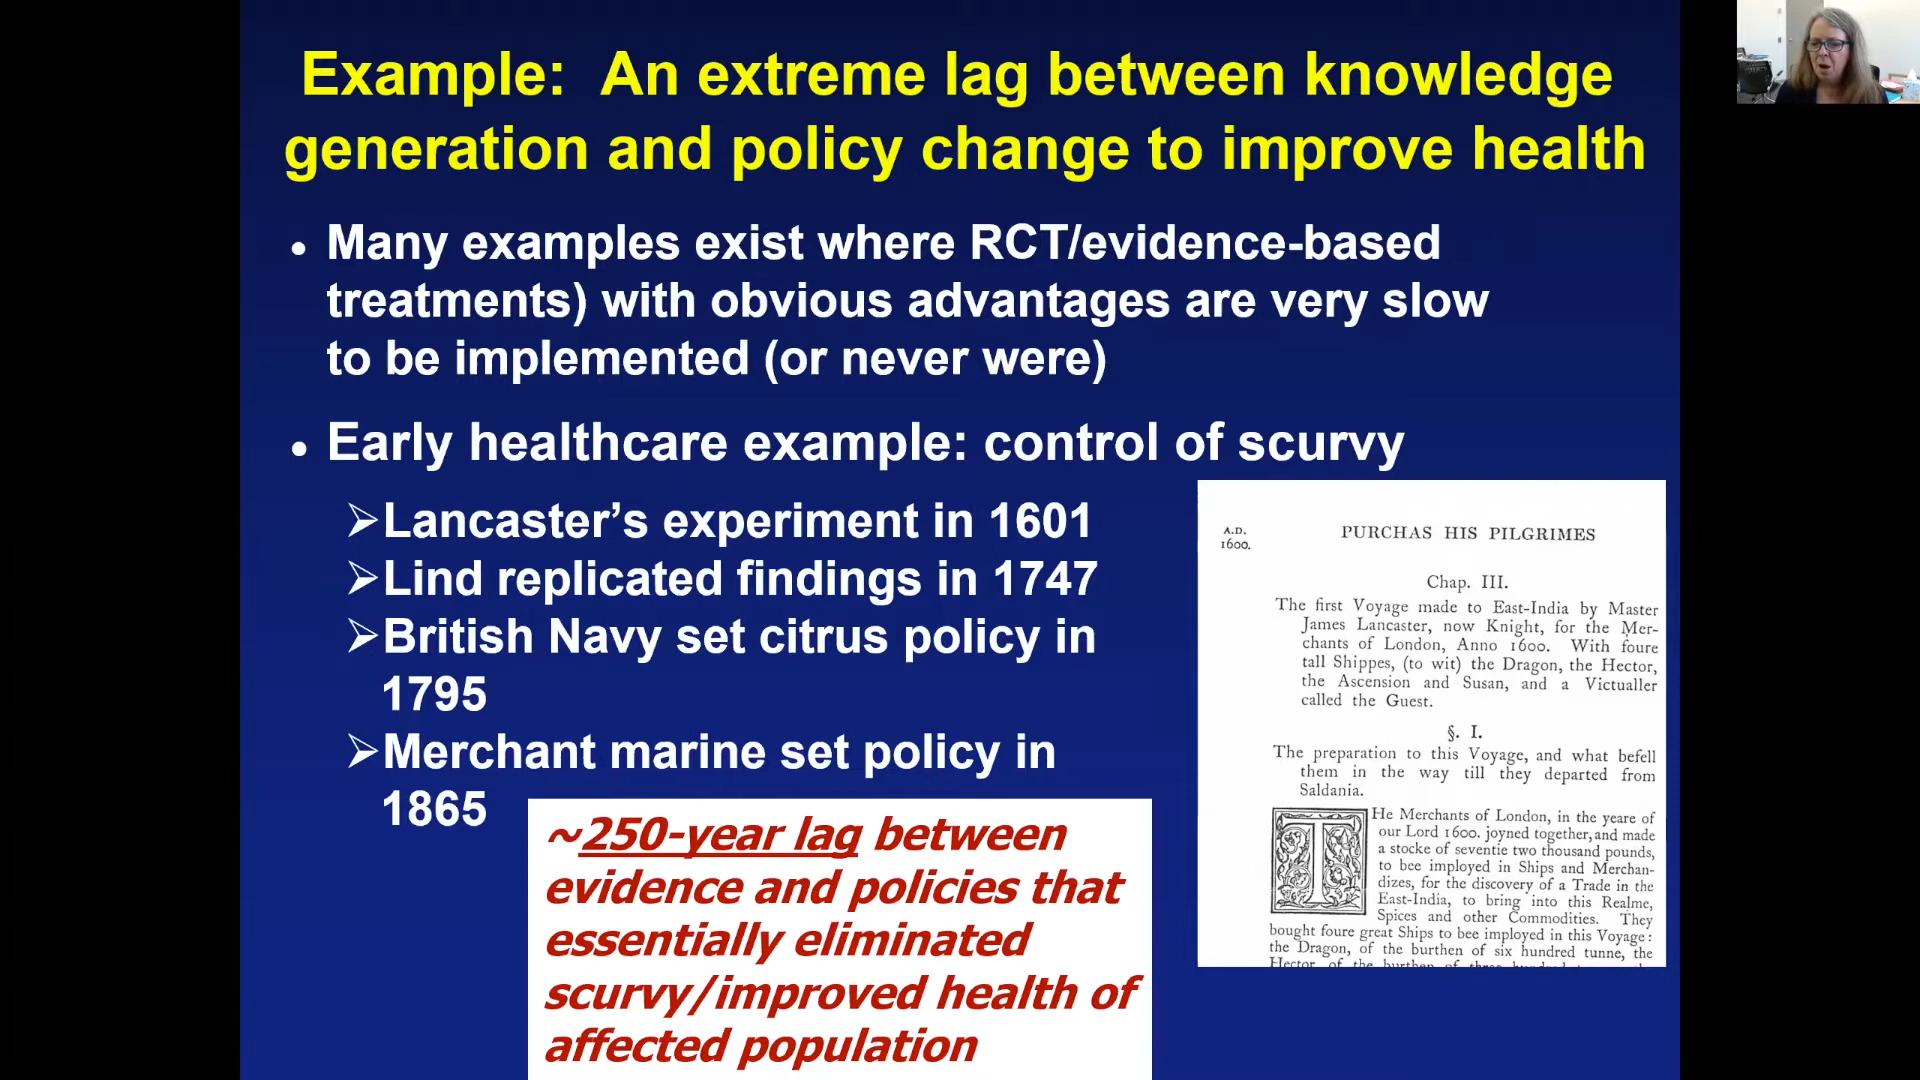 Example: An extreme lag between knowledge
generation and policy change to improve health
• Many examples exist where RCT/evidence-based
treatments) with obvious advantages are very slow
to be implemented (or never were)
• Early healthcare example: control of scurvy
➢Lancaster’s experiment in 1601
➢Lind replicated findings in 1747
➢British Navy set citrus policy in
1795
➢Merchant marine set policy in
1865
~250-year lag between
evidence and policies that
essentially eliminated
scurvy/improved health of
affected population
A.D.
1600.
PURCHAS HIS PILGRIMES
Chap. III.
The first Voyage made to East-India by Master
James Lancaster, now Knight, for the Mer-
chants of London, Anno 1600. With foure
tall Shippes, (to wit) the Dragon, the Hector,
the Ascension and Susan, and a Victualler
called the Guest.
§. I.
The preparation to this Voyage, and what befell
them in the way till they departed from
Saldania.
THe Merchants of London, in the yeare of
our Lord 1600. joyned together, and made
a stocke of seventie two thousand pounds,
to bee imployed in Ships and Merchan-
dizes, for the discovery of a Trade in the
East-India, to bring into this Realme,
Spices and other Commodities. They
bought foure great Ships to bee imployed in this Voyage:
the Dragon, of the burthen of six hundred tunne, the
Hector, of the burthen of three